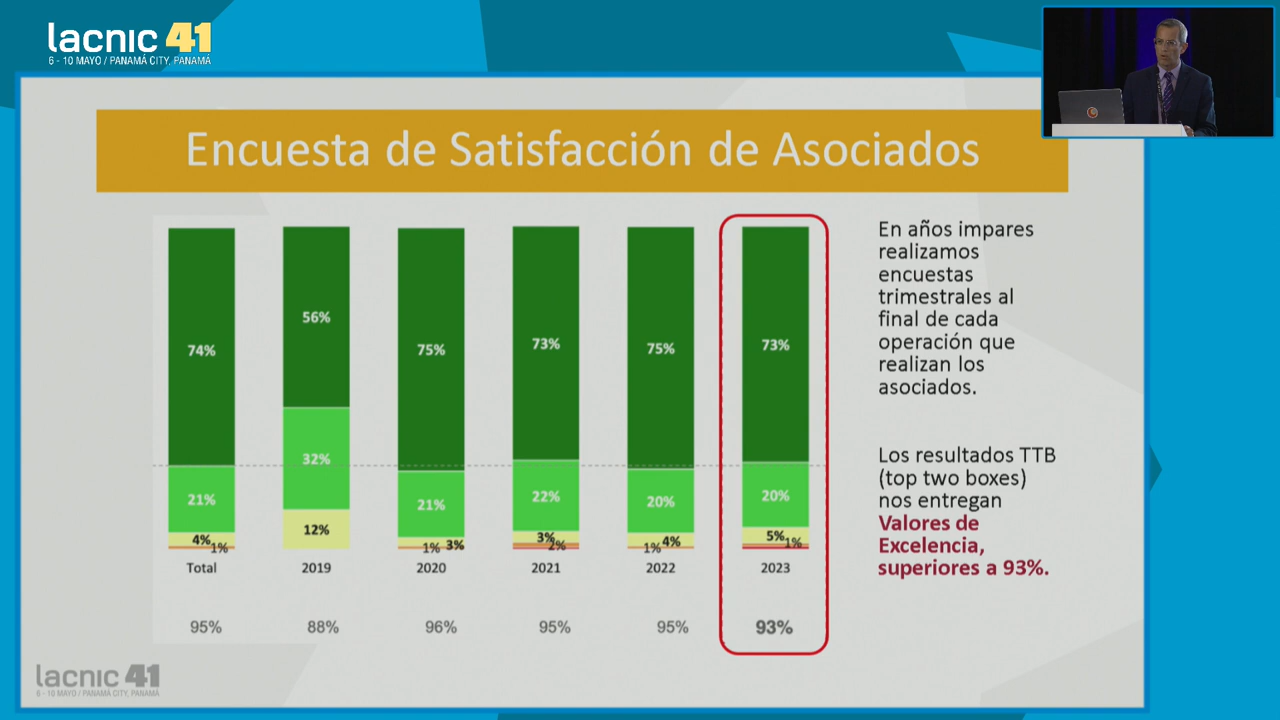 lacnic 41
6 - 10 MAYO / PANAMÁ CITY, PANAMÁ
Encuesta de Satisfacción de Asociados
74%
21%
4%
1%
Total
95%
56%
32%
12%
2019
88%
75%
21%
1%
3%
2020
96%
73%
22%
3%
2%
2021
95%
75%
20%
1%
4%
2022
95%
73%
20%
5%
1%
2023
93%
En años impares
realizamos
encuestas
trimestrales al
final de cada
operación que
realizan los
asociados.
Los resultados TTB
(top two boxes)
nos entregan
Valores de
Excelencia,
superiores a 93%.
lacnic 41
6 - 10 MAYO / PANAMÁ CITY, PANAMÁ